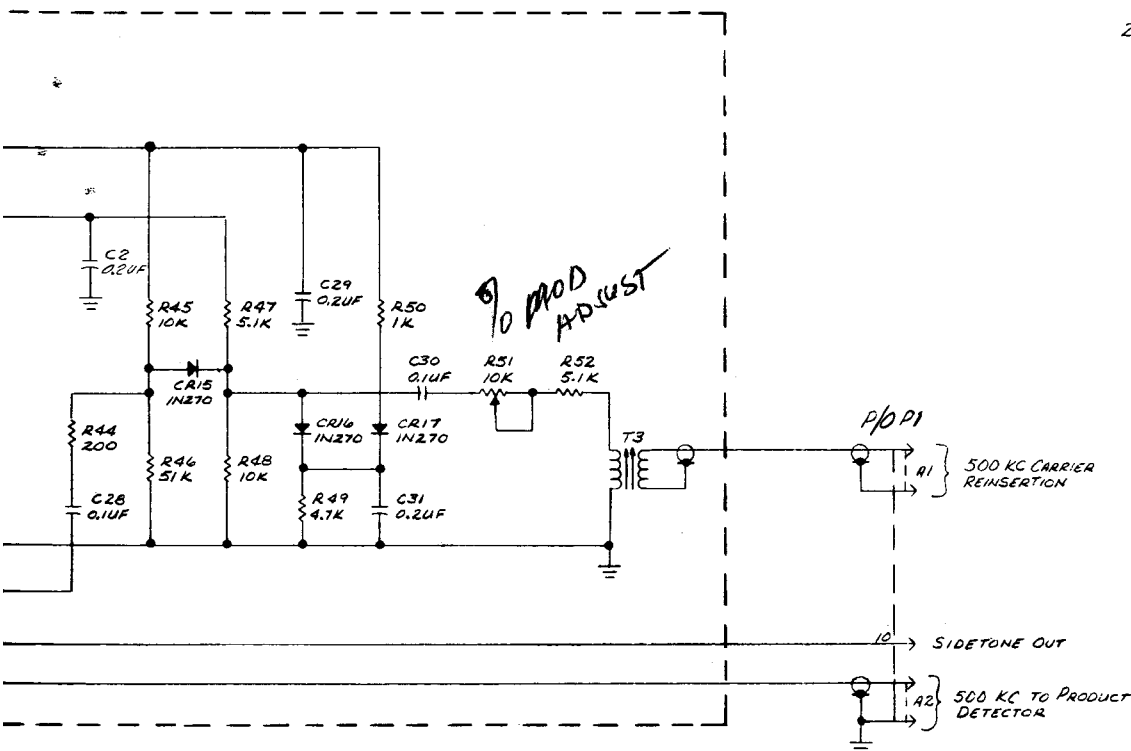 2
C2
0.2UF
R45
10K
R47
5.1K
C29
0.2UF
R50
1K
% MOD
ADJUST
CR15
1N270
C30
0.1UF
R51
10K
R52
5.1K
R44
200
CR16
1N270
CR17
1N270
T3
P/O P1
R46
51K
R48
10K
A1
500 KC CARRIER
REINSERTION
C28
0.1UF
R49
4.7K
C31
0.2UF
10
SIDETONE OUT
A2
500 KC TO PRODUCT
DETECTOR